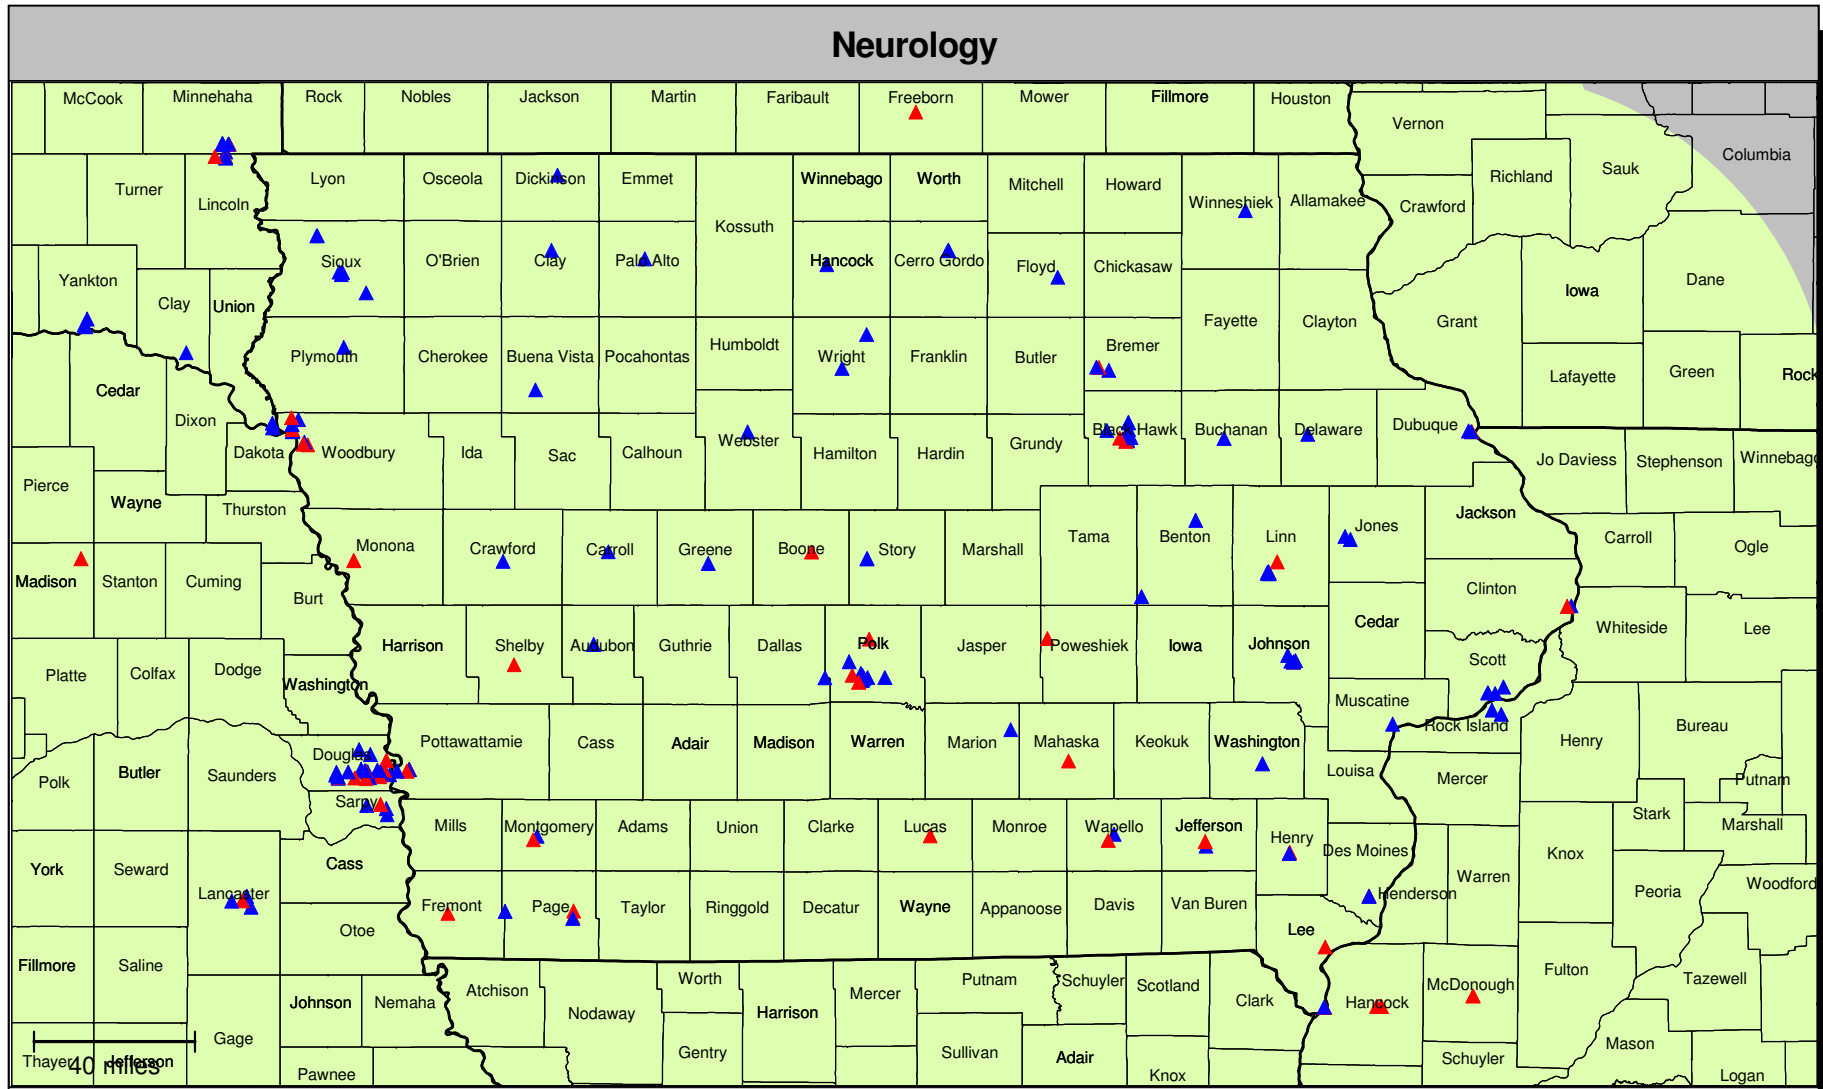 Neurology
McCook Minnehaha Rock Nobles Jackson Martin Faribault Freeborn Mower Fillmore Houston
Vernon
Columbia
Turner Lincoln Lyon Osceola Dickinson Emmet Winnebago Worth Mitchell Howard Winneshiek Allamakee Crawford Richland Sauk
Kossuth
Yankton Clay Union Sioux O'Brien Clay Palo Alto Hancock Cerro Gordo Floyd Chickasaw Iowa Dane
Fayette Clayton Grant
Cedar Plymouth Cherokee Buena Vista Pocahontas Humboldt Wright Franklin Butler Bremer Lafayette Green Rock
Dixon Dakota Woodbury Ida Sac Calhoun Webster Hamilton Hardin Grundy Black Hawk Buchanan Delaware Dubuque Jo Daviess Stephenson Winnebago
Pierce Wayne Thurston Jackson
Monona Crawford Carroll Greene Boone Story Marshall Tama Benton Linn Jones Carroll Ogle
Madison Stanton Cuming Burt Clinton
Harrison Shelby Audubon Guthrie Dallas Polk Jasper Poweshiek Iowa Johnson Cedar Scott Whiteside Lee
Platte Colfax Dodge Washington Muscatine
Rock Island Bureau
Douglas Pottawattamie Cass Adair Madison Warren Marion Mahaska Keokuk Washington Henry
Polk Butler Saunders Louisa Mercer Putnam
Sarpy Mills Montgomery Adams Union Clarke Lucas Monroe Wapello Jefferson Henry Des Moines Stark Marshall
York Seward Cass Knox
Lancaster Fremont Page Taylor Ringgold Decatur Wayne Appanoose Davis Van Buren Henderson Warren Peoria Woodford
Otoe Lee
Fillmore Saline Fulton
Johnson Nemaha Atchison Nodaway Worth Harrison Mercer Putnam Schuyler Scotland Clark Hancock McDonough Tazewell
Gage Gentry Sullivan Adair Schuyler Mason
Thayer Jefferson
40 miles
Pawnee Knox Logan